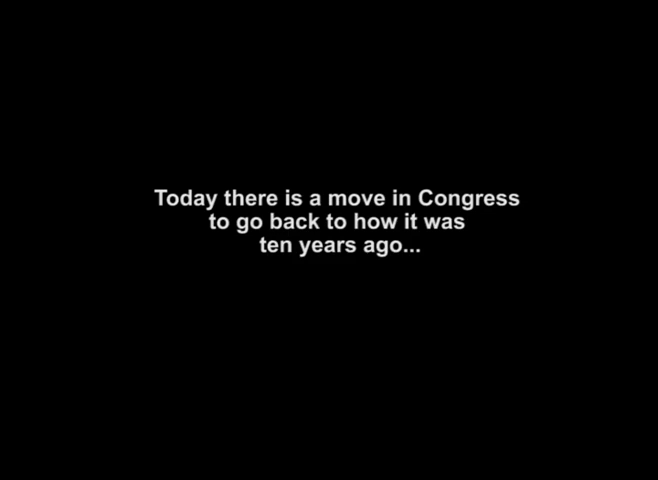 Today there is a move in Congress
to go back to how it was
ten years ago...